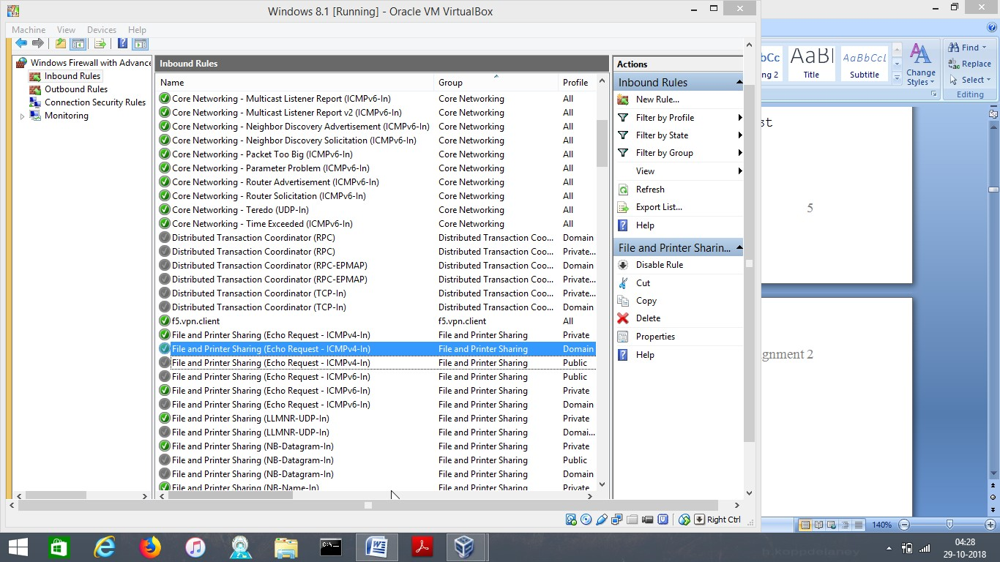 Windows 8.1 [Running] - Oracle VM VirtualBox
Machine View Devices Help
Windows Firewall with Advance
Inbound Rules
Outbound Rules
Connection Security Rules
Monitoring
Inbound Rules
Name Group Profile
Core Networking - Multicast Listener Report (ICMPv6-In) Core Networking All
Core Networking - Multicast Listener Report v2 (ICMPv6-In) Core Networking All
Core Networking - Neighbor Discovery Advertisement (ICMPv6-In) Core Networking All
Core Networking - Neighbor Discovery Solicitation (ICMPv6-In) Core Networking All
Core Networking - Packet Too Big (ICMPv6-In) Core Networking All
Core Networking - Parameter Problem (ICMPv6-In) Core Networking All
Core Networking - Router Advertisement (ICMPv6-In) Core Networking All
Core Networking - Router Solicitation (ICMPv6-In) Core Networking All
Core Networking - Teredo (UDP-In) Core Networking All
Core Networking - Time Exceeded (ICMPv6-In) Core Networking All
Distributed Transaction Coordinator (RPC) Distributed Transaction Coo... Domain
Distributed Transaction Coordinator (RPC) Distributed Transaction Coo... Private...
Distributed Transaction Coordinator (RPC-EPMAP) Distributed Transaction Coo... Domain
Distributed Transaction Coordinator (RPC-EPMAP) Distributed Transaction Coo... Private...
Distributed Transaction Coordinator (TCP-In) Distributed Transaction Coo... Private...
Distributed Transaction Coordinator (TCP-In) Distributed Transaction Coo... Domain
f5.vpn.client f5.vpn.client All
File and Printer Sharing (Echo Request - ICMPv4-In) File and Printer Sharing Private
File and Printer Sharing (Echo Request - ICMPv4-In) File and Printer Sharing Domain
File and Printer Sharing (Echo Request - ICMPv4-In) File and Printer Sharing Public
File and Printer Sharing (Echo Request - ICMPv6-In) File and Printer Sharing Public
File and Printer Sharing (Echo Request - ICMPv6-In) File and Printer Sharing Private
File and Printer Sharing (Echo Request - ICMPv6-In) File and Printer Sharing Domain
File and Printer Sharing (LLMNR-UDP-In) File and Printer Sharing Private
File and Printer Sharing (LLMNR-UDP-In) File and Printer Sharing Domai...
File and Printer Sharing (NB-Datagram-In) File and Printer Sharing Private
File and Printer Sharing (NB-Datagram-In) File and Printer Sharing Public
File and Printer Sharing (NB-Datagram-In) File and Printer Sharing Domain
File and Printer Sharing (NB-Name-In) File and Printer Sharing Private
Actions
Inbound Rules
New Rule...
Filter by Profile
Filter by State
Filter by Group
View
Refresh
Export List...
Help
File and Printer Sharin...
Disable Rule
Cut
Copy
Delete
Properties
Help
Right Ctrl
bCc AaBl AaBbCcL
ng 2 Title Subtitle
Change
Styles
Find
Replace
Select
Editing
st
5
gnment 2
140%
C:\
b.koppdelaney
04:28
29-10-2018